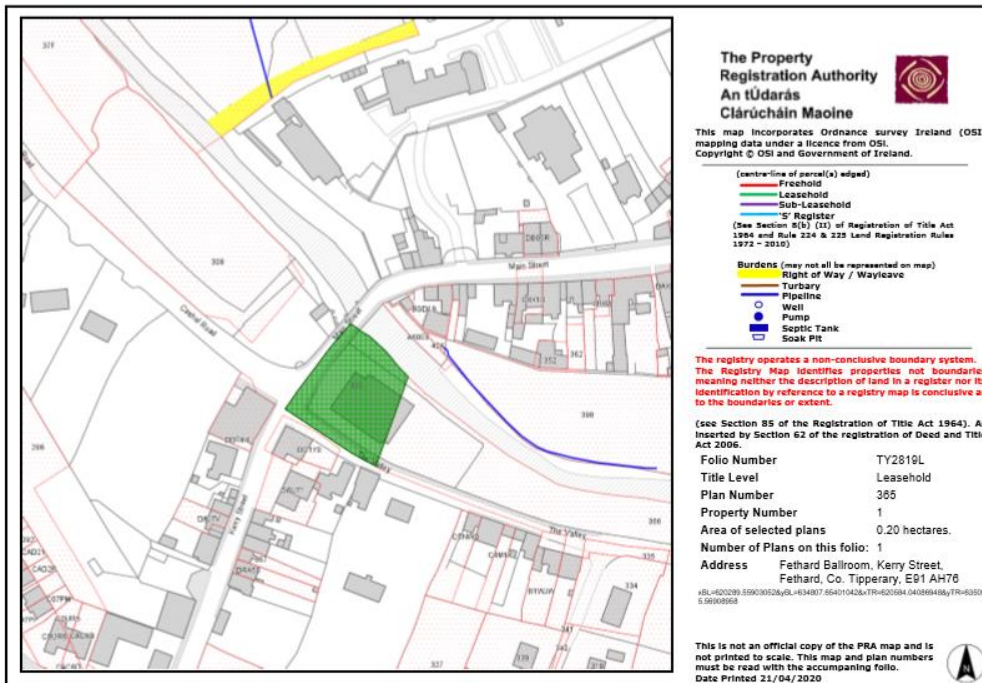 The Property
Registration Authority
An tÚdarás
Clárúcháin Maoine
This map incorporates Ordnance survey Ireland (OSI
mapping data under a licence from OSI.
Copyright © OSI and Government of Ireland.
(centre-line of parcel(s) edged)
Freehold
Leasehold
Sub-Leasehold
'S' Register
(See Section 8(b) (II) of Registration of Title Act
1964 and Rule 224 & 225 Land Registration Rules
1972 – 2010)
Burdens (may not all be represented on map)
Right of Way / Wayleave
Turbary
Pipeline
Well
Pump
Septic Tank
Soak Pit
The registry operates a non-conclusive boundary system.
The Registry Map identifies properties not boundarie
meaning neither the description of land in a register nor it
identification by reference to a registry map is conclusive a
to the boundaries or extent.
(see Section 85 of the Registration of Title Act 1964). A
inserted by Section 62 of the registration of Deed and Titl
Act 2006.
Folio Number TY2819L
Title Level Leasehold
Plan Number 365
Property Number 1
Area of selected plans 0.20 hectares.
Number of Plans on this folio: 1
Address Fethard Ballroom, Kerry Street,
Fethard, Co. Tipperary, E91 AH76
This is not an official copy of the PRA map and is
not printed to scale. This map and plan numbers
must be read with the accompaning folio.
Date Printed 21/04/2020
N
308
Main Street
Cashel Road
352
362
398
Kerry Street
The Valley
366
335
334
341
342
339
337